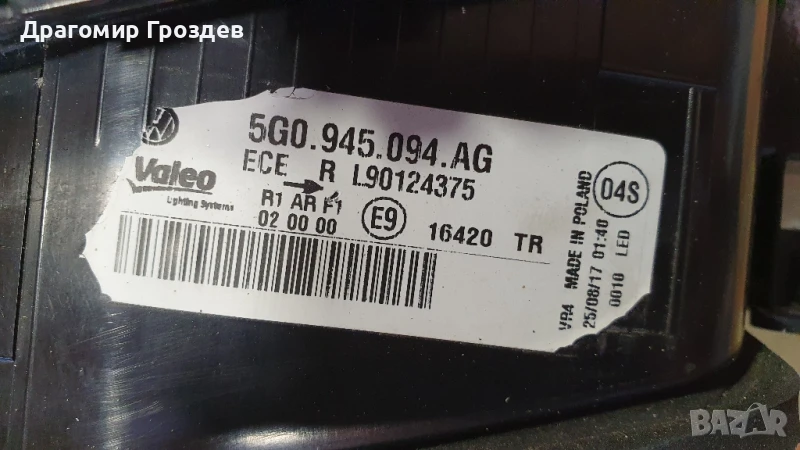 Драгомир Гроздев
5G0.945.094.AG
ECE R L90124375
Valeo
Lighting Systems
R1 AR F1
02 00 00
E9
16420 TR
04S
VR4 MADE IN POLAND
25/08/17 01:40
0010 LED
BAZAR